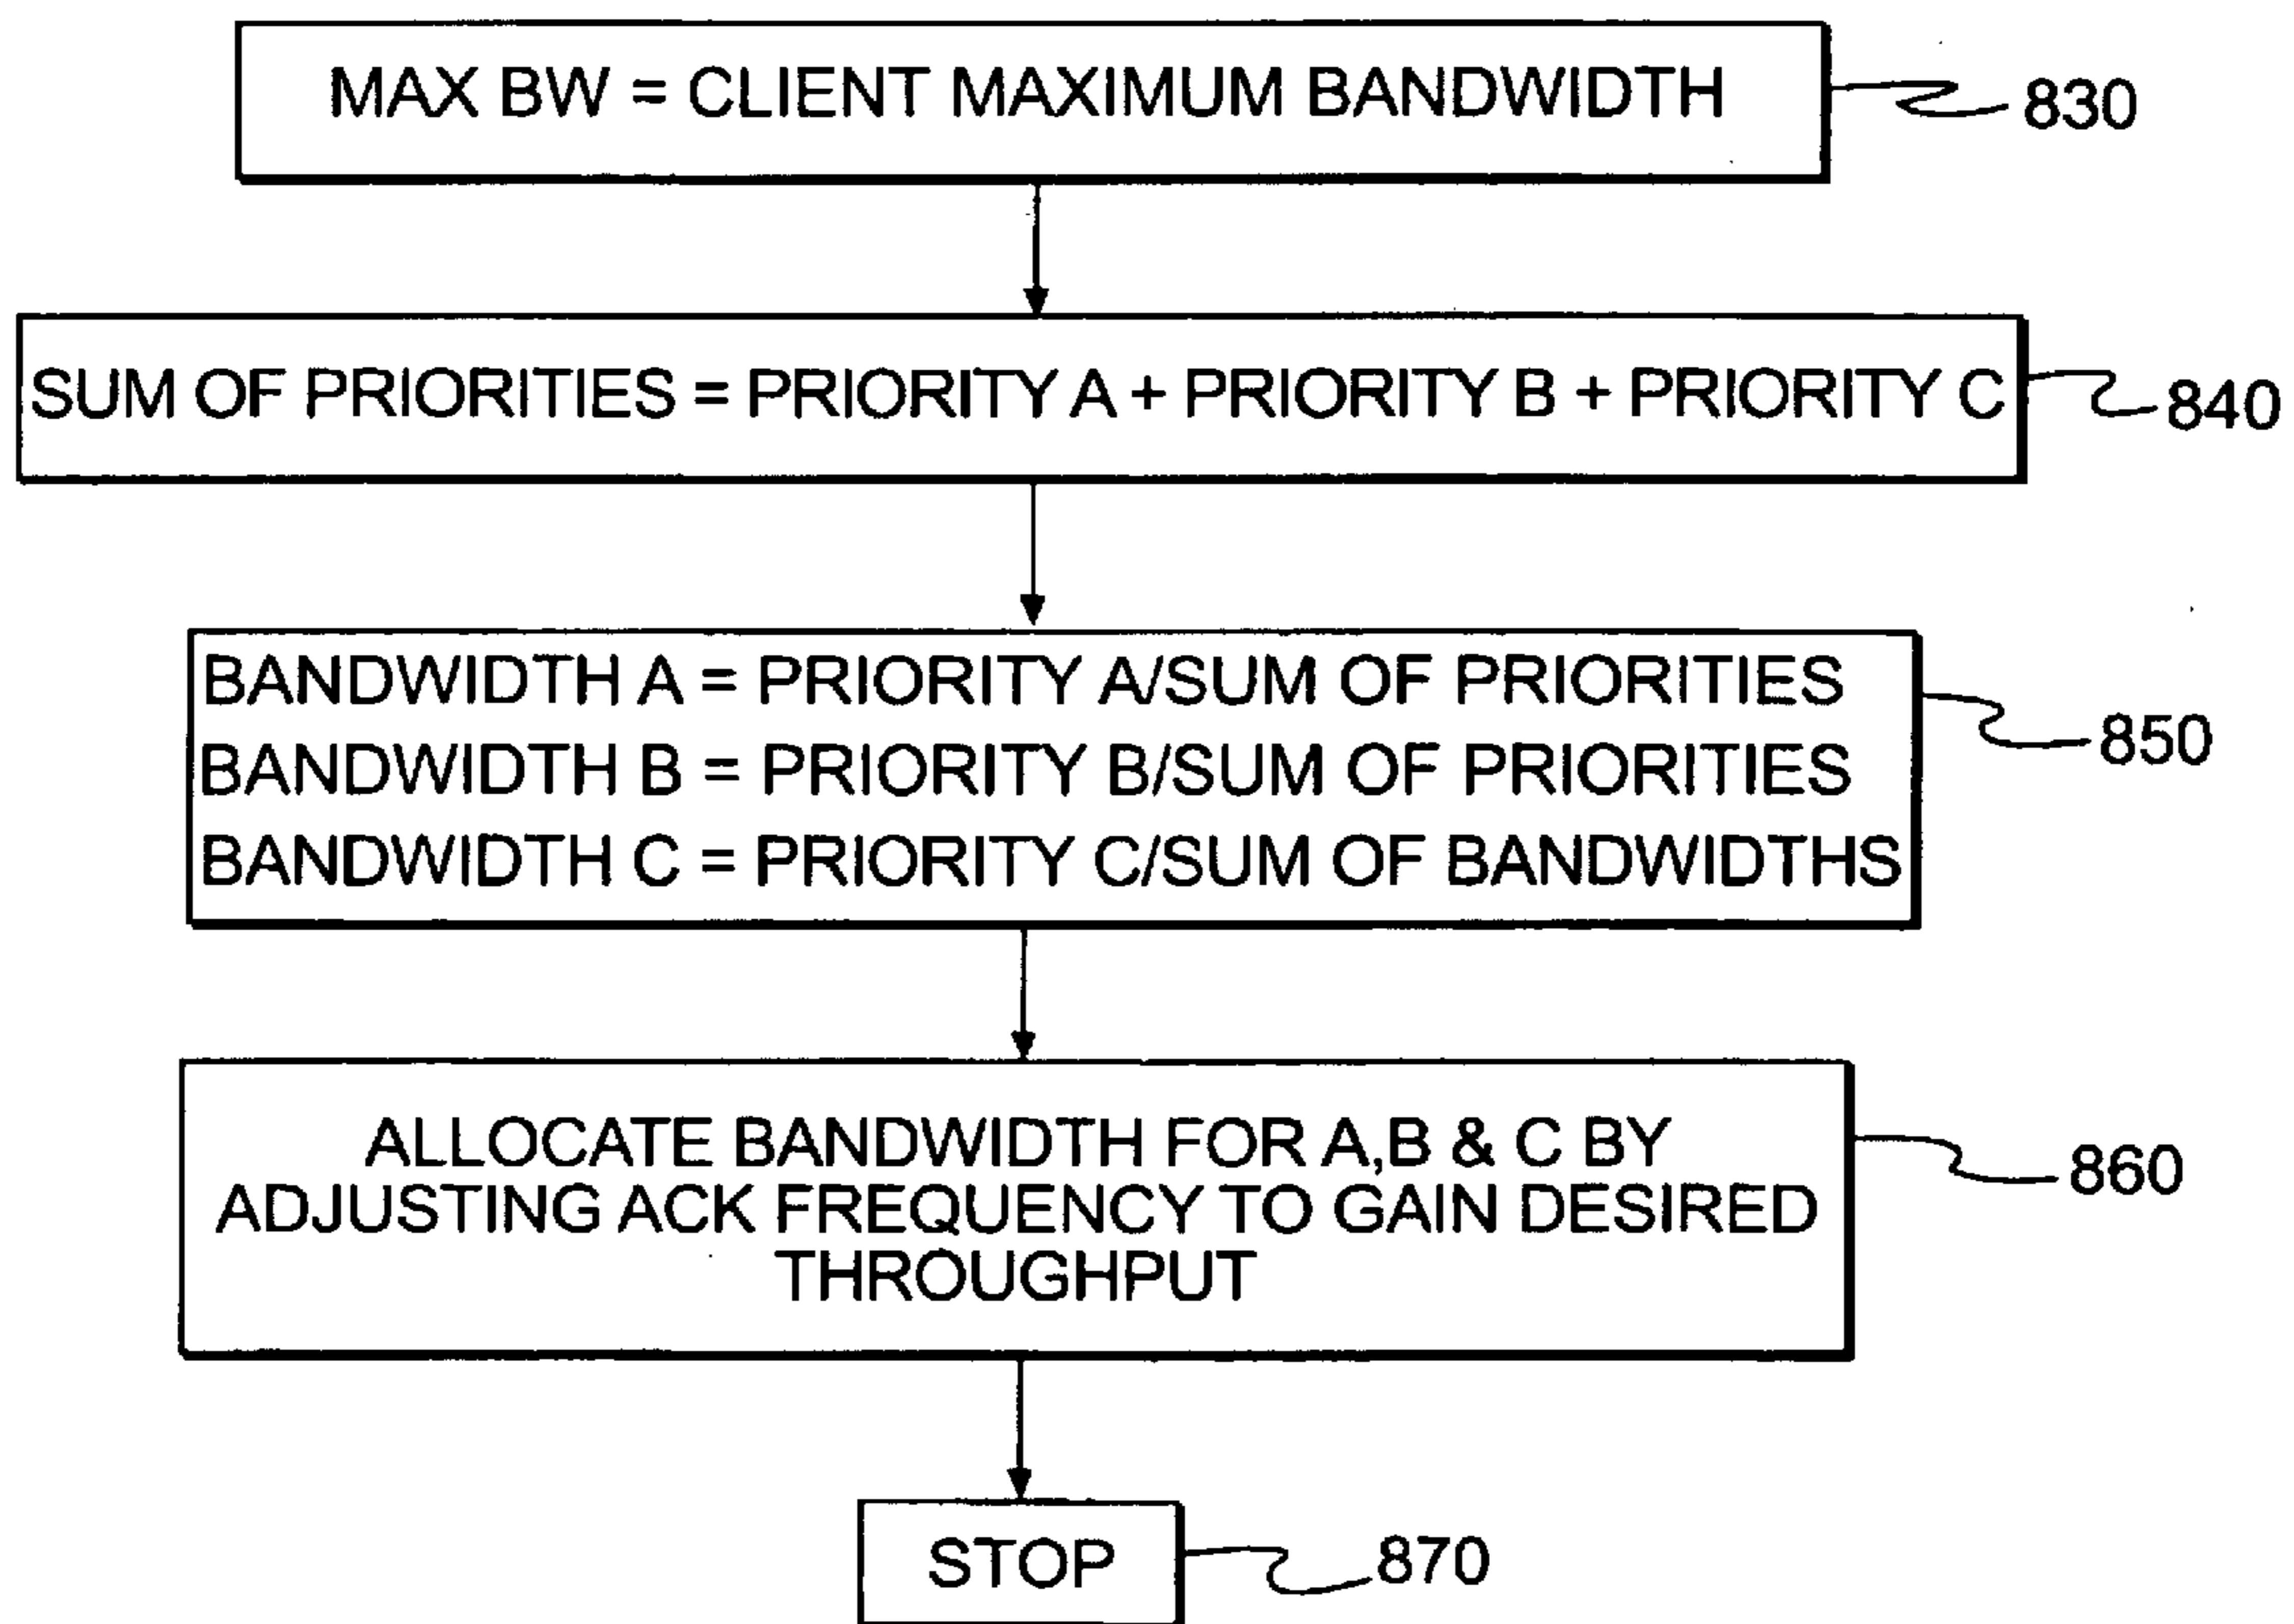 MAX BW = CLIENT MAXIMUM BANDWIDTH
830
SUM OF PRIORITIES = PRIORITY A + PRIORITY B + PRIORITY C
840
BANDWIDTH A = PRIORITY A/SUM OF PRIORITIES
BANDWIDTH B = PRIORITY B/SUM OF PRIORITIES
BANDWIDTH C = PRIORITY C/SUM OF BANDWIDTHS
850
ALLOCATE BANDWIDTH FOR A,B & C BY
ADJUSTING ACK FREQUENCY TO GAIN DESIRED
THROUGHPUT
860
STOP
870